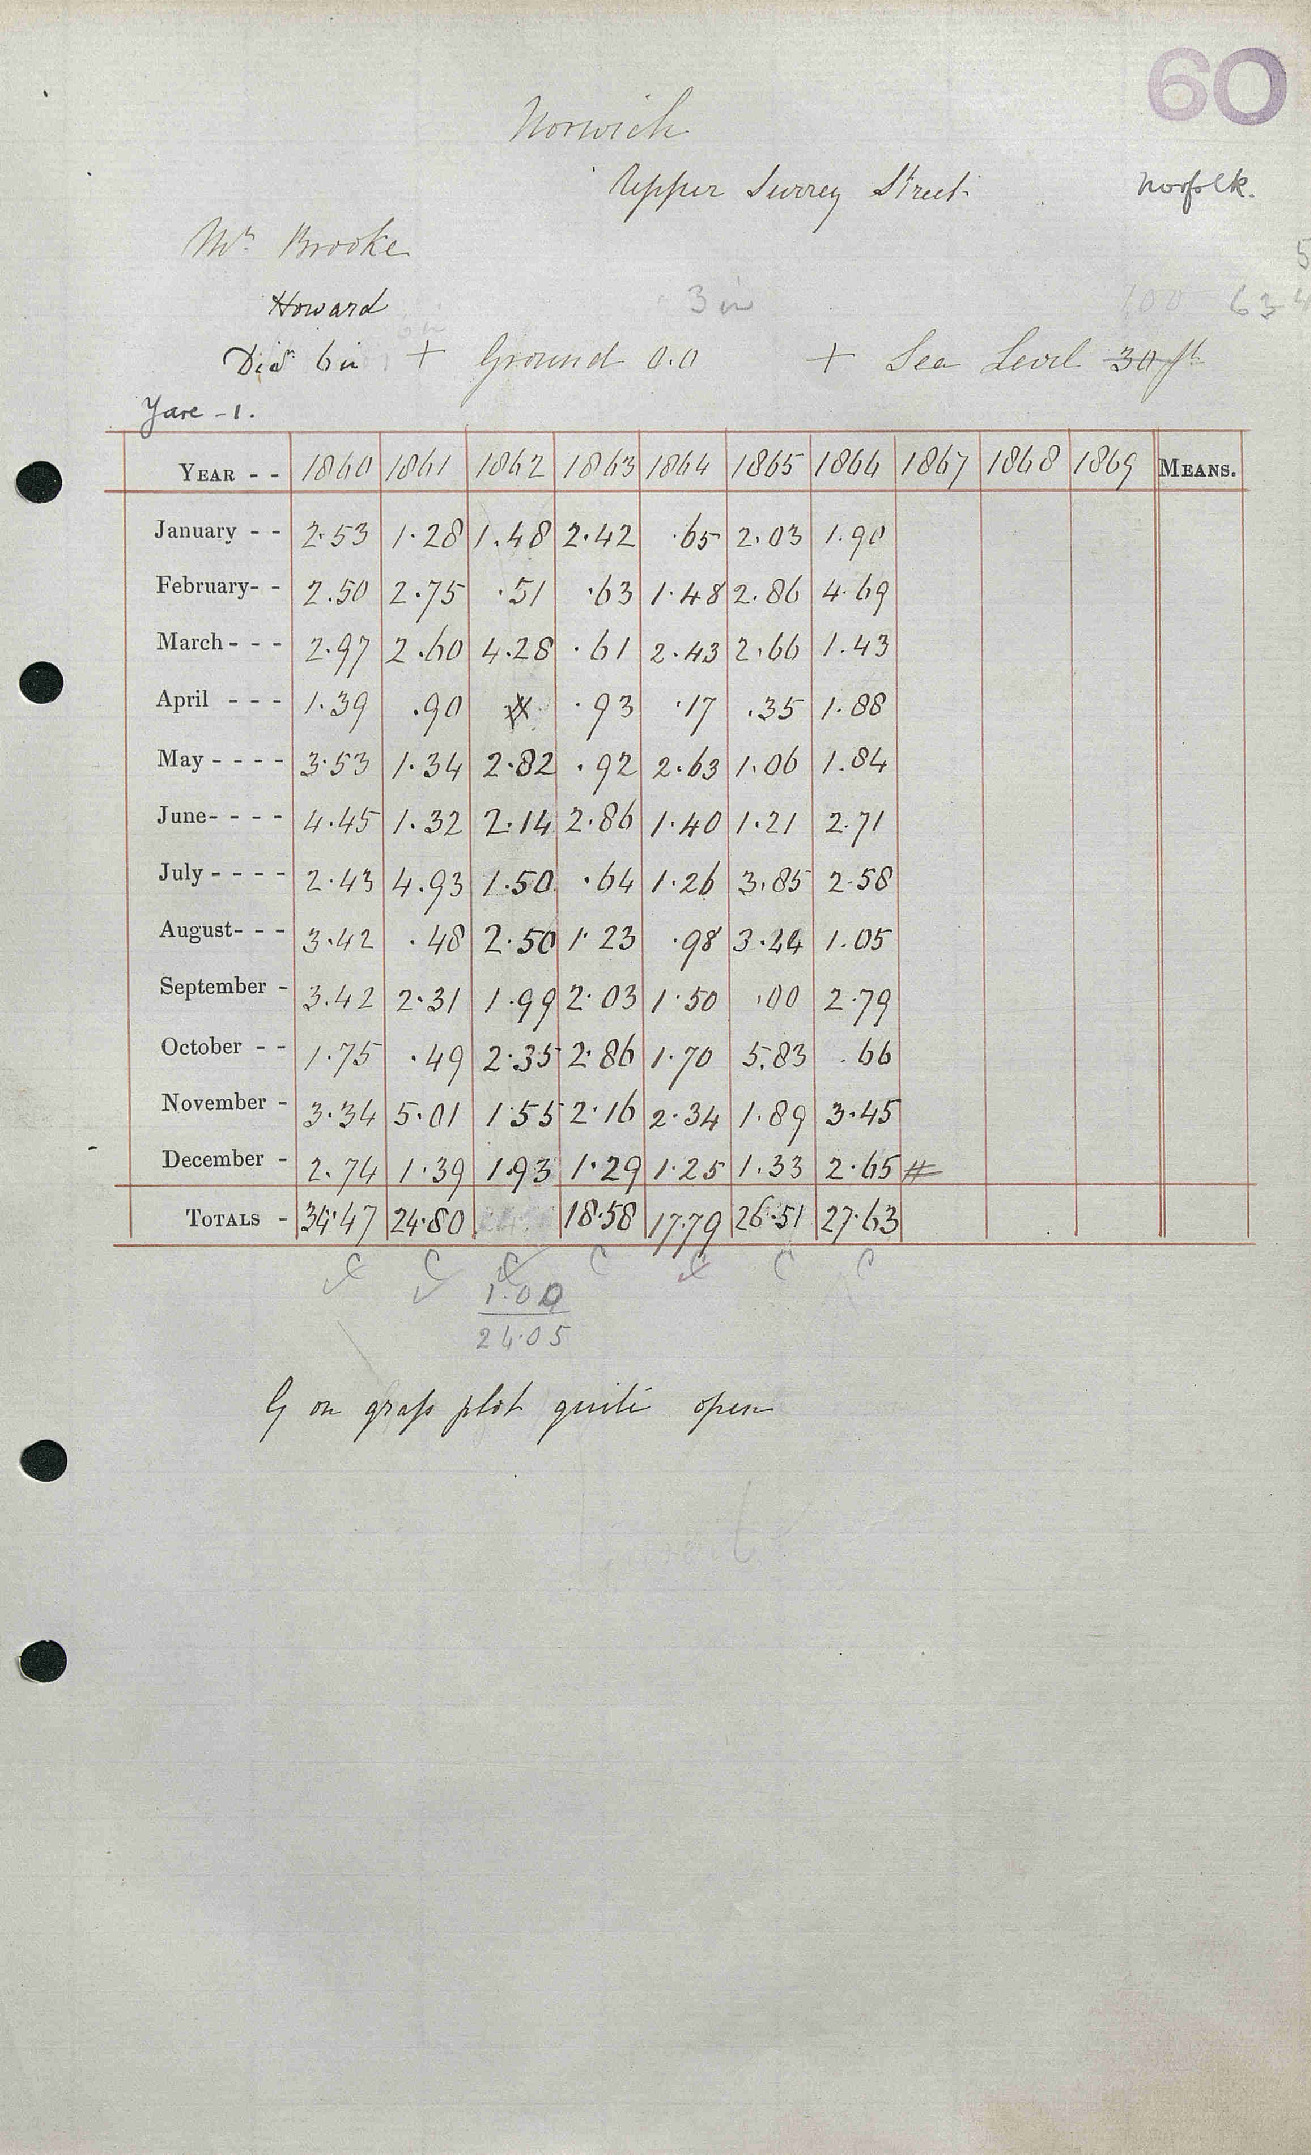 60
Norwich
Upper Surrey Street
Norfolk.
Mr. Brooke
Howard
3 in
Diar. 6 in + Ground 0.0 + Sea Level 30 ft
Yare - 1.
YEAR - - 1860 1861 1862 1863 1864 1865 1866 1867 1868 1869 MEANS.
January - - 2.53 1.28 1.48 2.42 .65 2.03 1.90
February- - 2.50 2.75 .51 .63 1.48 2.86 4.69
March - - - 2.97 2.60 4.28 .61 2.43 2.66 1.43
April - - - 1.39 .90 .93 .17 .35 1.88
May - - - - 3.53 1.34 2.82 .92 2.63 1.06 1.84
June- - - - 4.45 1.32 2.14 2.86 1.40 1.21 2.71
July - - - - 2.43 4.93 1.50 .64 1.26 3.85 2.58
August- - - 3.42 .48 2.50 1.23 .98 3.44 1.05
September - 3.42 2.31 1.99 2.03 1.50 .00 2.79
October - - 1.75 .49 2.35 2.86 1.70 5.83 .66
November - 3.34 5.01 1.55 2.16 2.34 1.89 3.45
December - 2.74 1.39 1.93 1.29 1.25 1.33 2.65 #
TOTALS - 34.47 24.80 18.58 17.79 26.51 27.63
1.00
24.05
G on grass plot quite open